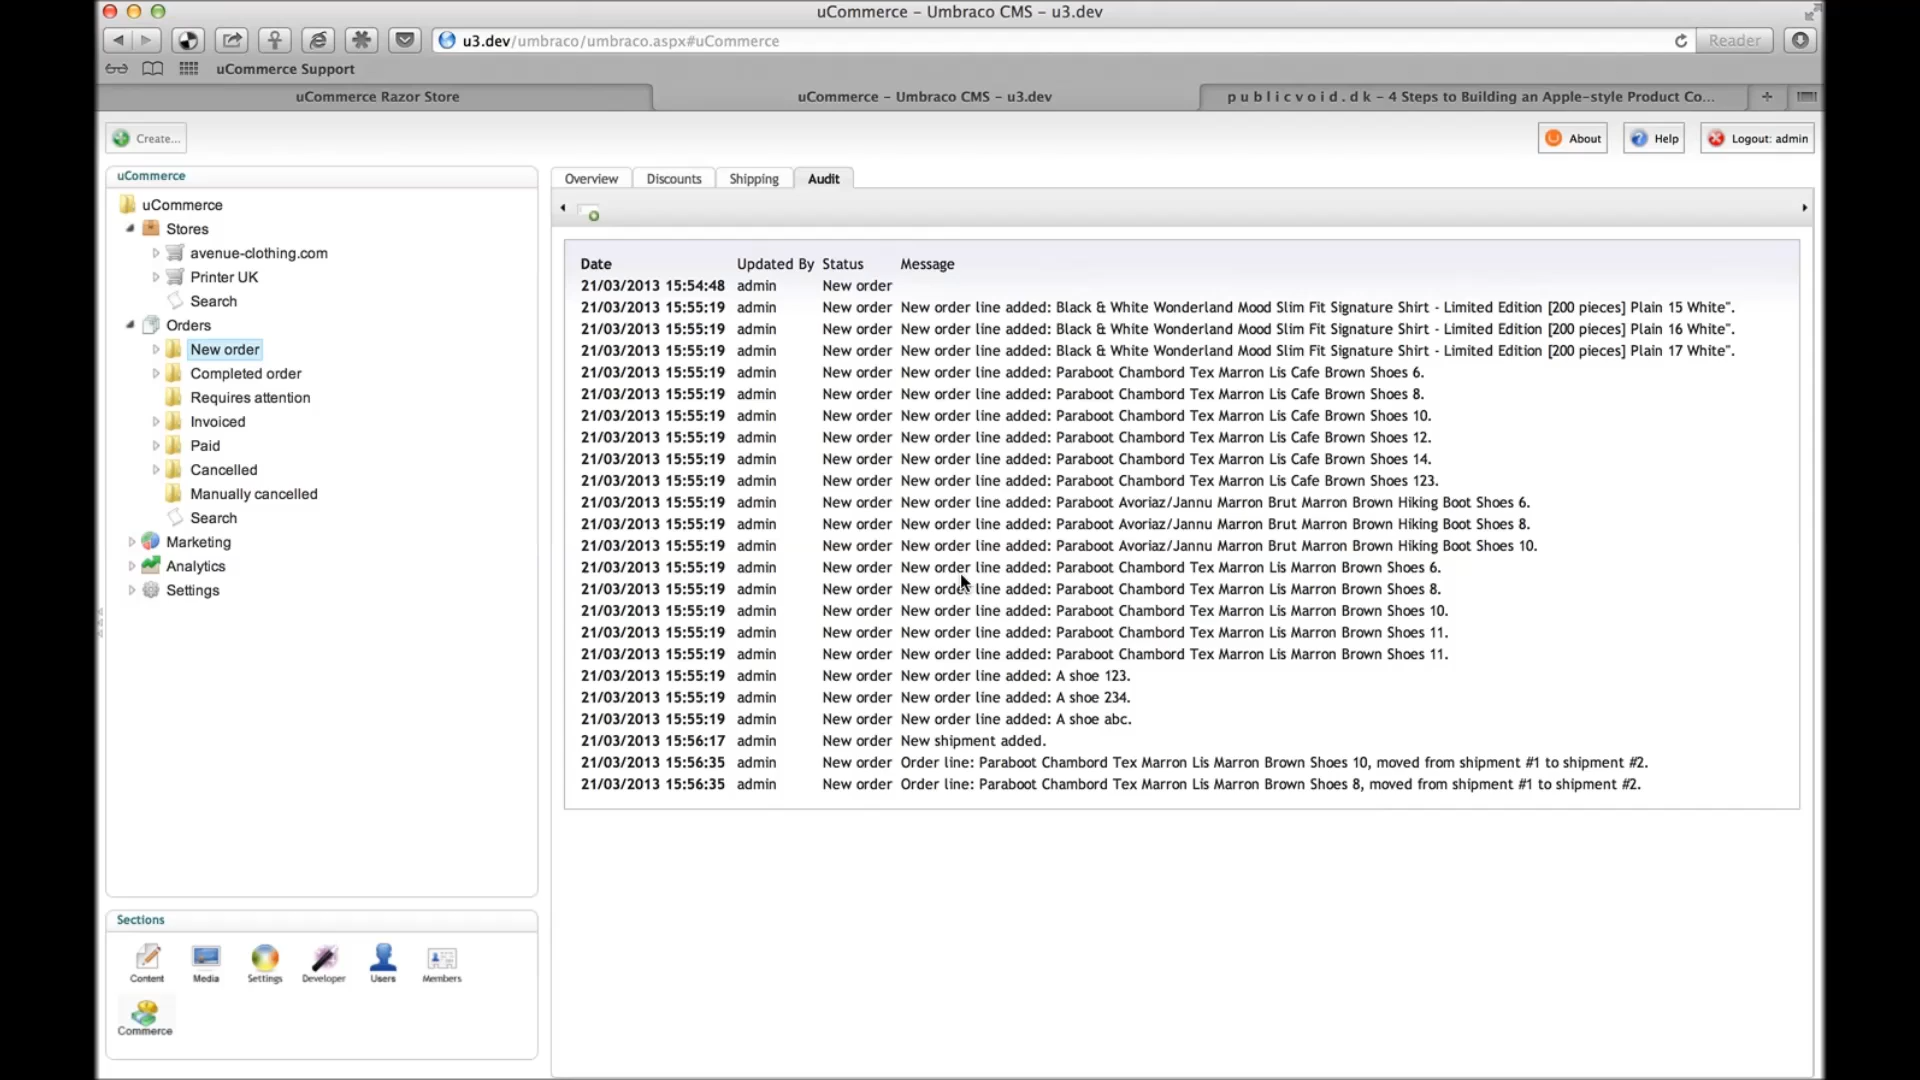 uCommerce – Umbraco CMS – u3.dev
u3.dev/umbraco/umbraco.aspx#uCommerce
Reader
uCommerce Support
uCommerce Razor Store
uCommerce – Umbraco CMS – u3.dev
publicvoid.dk – 4 Steps to Building an Apple-style Product Co...
Create...
About
Help
Logout: admin
uCommerce
uCommerce
Stores
avenue-clothing.com
Printer UK
Search
Orders
New order
Completed order
Requires attention
Invoiced
Paid
Cancelled
Manually cancelled
Search
Marketing
Analytics
Settings
Sections
Content
Media
Settings
Developer
Users
Members
Commerce
Overview
Discounts
Shipping
Audit
Date Updated By Status Message
21/03/2013 15:54:48 admin New order
21/03/2013 15:55:19 admin New order New order line added: Black & White Wonderland Mood Slim Fit Signature Shirt - Limited Edition [200 pieces] Plain 15 White".
21/03/2013 15:55:19 admin New order New order line added: Black & White Wonderland Mood Slim Fit Signature Shirt - Limited Edition [200 pieces] Plain 16 White".
21/03/2013 15:55:19 admin New order New order line added: Black & White Wonderland Mood Slim Fit Signature Shirt - Limited Edition [200 pieces] Plain 17 White".
21/03/2013 15:55:19 admin New order New order line added: Paraboot Chambord Tex Marron Lis Cafe Brown Shoes 6.
21/03/2013 15:55:19 admin New order New order line added: Paraboot Chambord Tex Marron Lis Cafe Brown Shoes 8.
21/03/2013 15:55:19 admin New order New order line added: Paraboot Chambord Tex Marron Lis Cafe Brown Shoes 10.
21/03/2013 15:55:19 admin New order New order line added: Paraboot Chambord Tex Marron Lis Cafe Brown Shoes 12.
21/03/2013 15:55:19 admin New order New order line added: Paraboot Chambord Tex Marron Lis Cafe Brown Shoes 14.
21/03/2013 15:55:19 admin New order New order line added: Paraboot Chambord Tex Marron Lis Cafe Brown Shoes 123.
21/03/2013 15:55:19 admin New order New order line added: Paraboot Avoriaz/Jannu Marron Brut Marron Brown Hiking Boot Shoes 6.
21/03/2013 15:55:19 admin New order New order line added: Paraboot Avoriaz/Jannu Marron Brut Marron Brown Hiking Boot Shoes 8.
21/03/2013 15:55:19 admin New order New order line added: Paraboot Avoriaz/Jannu Marron Brut Marron Brown Hiking Boot Shoes 10.
21/03/2013 15:55:19 admin New order New order line added: Paraboot Chambord Tex Marron Lis Marron Brown Shoes 6.
21/03/2013 15:55:19 admin New order New order line added: Paraboot Chambord Tex Marron Lis Marron Brown Shoes 8.
21/03/2013 15:55:19 admin New order New order line added: Paraboot Chambord Tex Marron Lis Marron Brown Shoes 10.
21/03/2013 15:55:19 admin New order New order line added: Paraboot Chambord Tex Marron Lis Marron Brown Shoes 11.
21/03/2013 15:55:19 admin New order New order line added: Paraboot Chambord Tex Marron Lis Marron Brown Shoes 11.
21/03/2013 15:55:19 admin New order New order line added: A shoe 123.
21/03/2013 15:55:19 admin New order New order line added: A shoe 234.
21/03/2013 15:55:19 admin New order New order line added: A shoe abc.
21/03/2013 15:56:17 admin New order New shipment added.
21/03/2013 15:56:35 admin New order Order line: Paraboot Chambord Tex Marron Lis Marron Brown Shoes 10, moved from shipment #1 to shipment #2.
21/03/2013 15:56:35 admin New order Order line: Paraboot Chambord Tex Marron Lis Marron Brown Shoes 8, moved from shipment #1 to shipment #2.